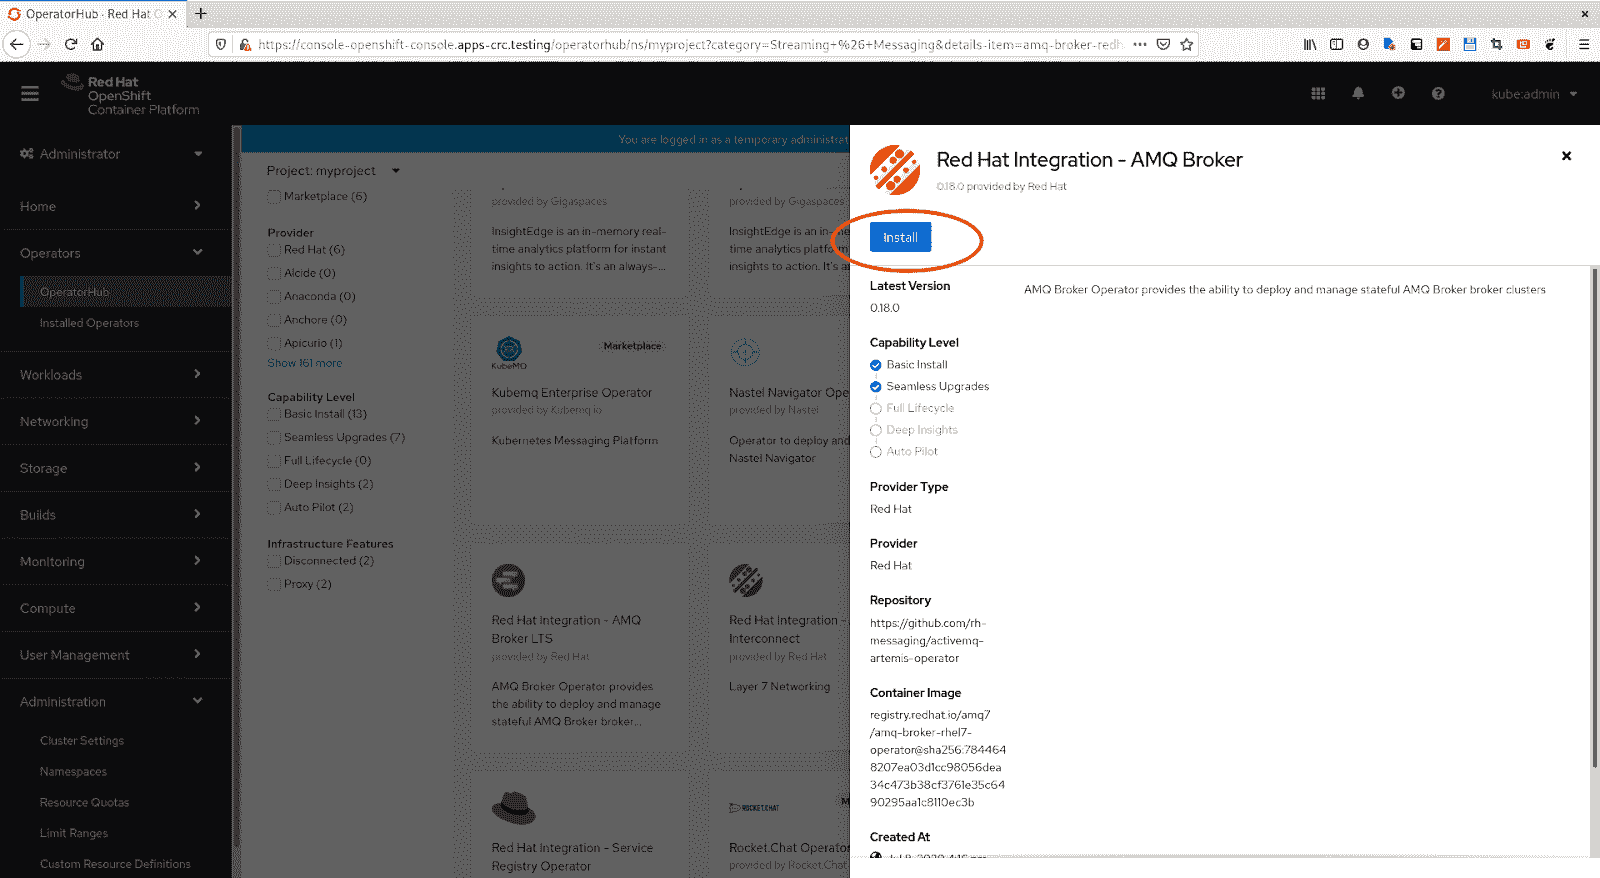 OperatorHub · Red Hat O
https://console-openshift-console.apps-crc.testing/operatorhub/ns/myproject?category=Streaming+%26+Messaging&details-item=amq-broker-redh
Red Hat
OpenShift
Container Platform
kube:admin
Administrator
Home
Operators
OperatorHub
Installed Operators
Workloads
Networking
Storage
Builds
Monitoring
Compute
User Management
Administration
Cluster Settings
Namespaces
Resource Quotas
Limit Ranges
Custom Resource Definitions
You are logged in as a temporary administrat
Project: myproject
Marketplace (6)
Provider
Red Hat (6)
Alcide (0)
Anaconda (0)
Anchore (0)
Apicurio (1)
Show 161 more
Capability Level
Basic Install (13)
Seamless Upgrades (7)
Full Lifecycle (0)
Deep Insights (2)
Auto Pilot (2)
Infrastructure Features
Disconnected (2)
Proxy (2)
provided by Gigaspaces
InsightEdge is an in-memory real-
time analytics platform for instant
insights to action. It's an always-...
provided by Gigaspaces
InsightEdge is an in-me
time analytics platform
insights to action. It's a
KubeMQ
Marketplace
Kubemq Enterprise Operator
provided by Kubemq.io
Kubernetes Messaging Platform
Nastel Navigator Ope
provided by Nastel
Operator to deploy and
Nastel Navigator
Red Hat Integration - AMQ
Broker LTS
provided by Red Hat
AMQ Broker Operator provides
the ability to deploy and manage
stateful AMQ Broker broker...
Red Hat Integration -
Interconnect
provided by Red Hat
Layer 7 Networking
Red Hat Integration - Service
Registry Operator
ROCKET.CHAT
M
Rocket.Chat Operator
provided by Rocket.Chat
Red Hat Integration - AMQ Broker
0.18.0 provided by Red Hat
Install
Latest Version
0.18.0
Capability Level
Basic Install
Seamless Upgrades
Full Lifecycle
Deep Insights
Auto Pilot
Provider Type
Red Hat
Provider
Red Hat
Repository
https://github.com/rh-
messaging/activemq-
artemis-operator
Container Image
registry.redhat.io/amq7
/amq-broker-rhel7-
operator@sha256:784464
8207ea03d1cc98056dea
34c473b38cf3761e35c64
90295aa1c8110ec3b
Created At
AMQ Broker Operator provides the ability to deploy and manage stateful AMQ Broker broker clusters